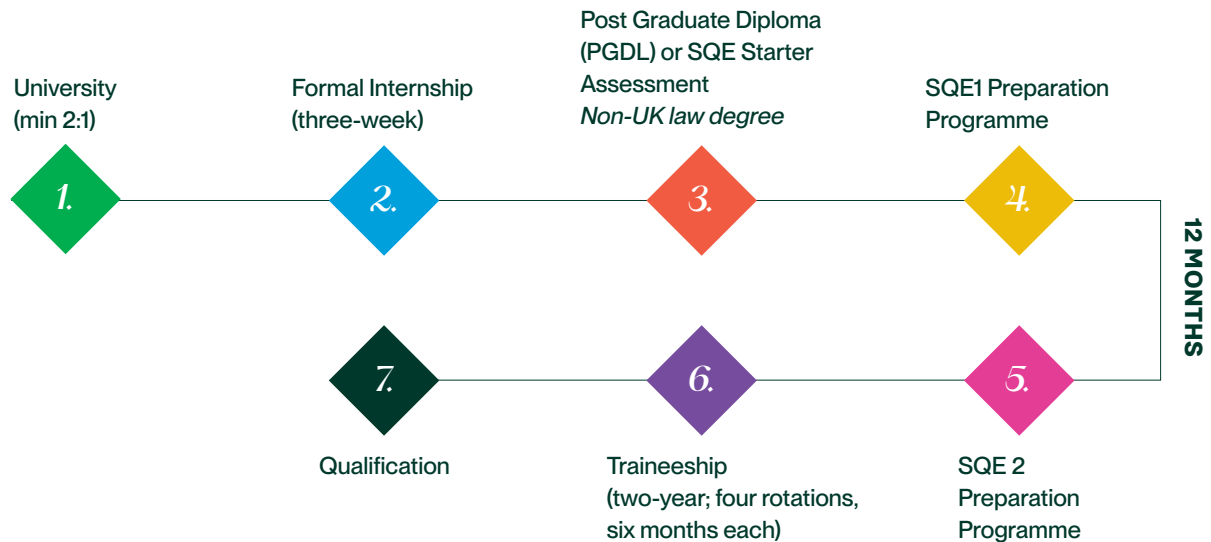 University
(min 2:1)
1.
Formal Internship
(three-week)
2.
Post Graduate Diploma
(PGDL) or SQE Starter
Assessment
Non-UK law degree
3.
SQE1 Preparation
Programme
4.
12 MONTHS
5.
SQE 2
Preparation
Programme
6.
Traineeship
(two-year; four rotations,
six months each)
7.
Qualification